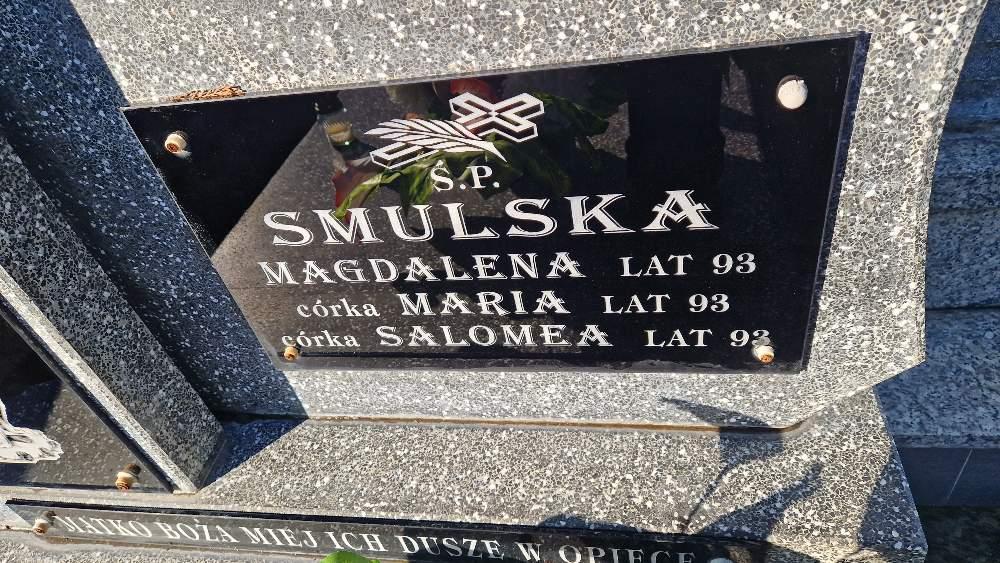 Ś.P.
SMULSKA
MAGDALENA LAT 93
córka MARIA LAT 93
córka SALOMEA LAT 93
MATKO BOŻA MIEJ ICH DUSZE W OPIECE